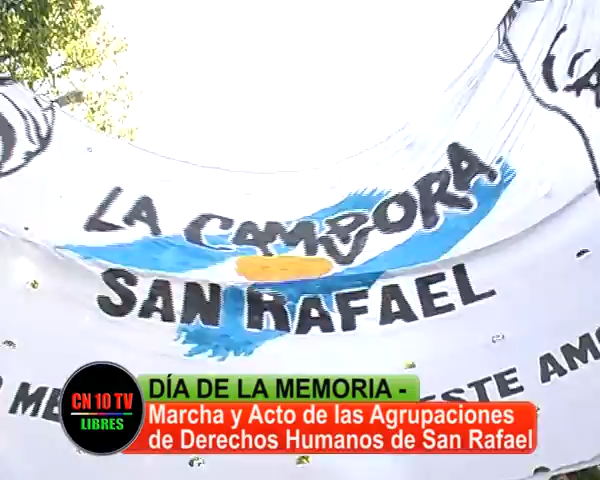 LA CAMPORA
SAN RAFAEL
ESTE AMO
CN 10 TV
LIBRES
DÍA DE LA MEMORIA -
Marcha y Acto de las Agrupaciones
de Derechos Humanos de San Rafael